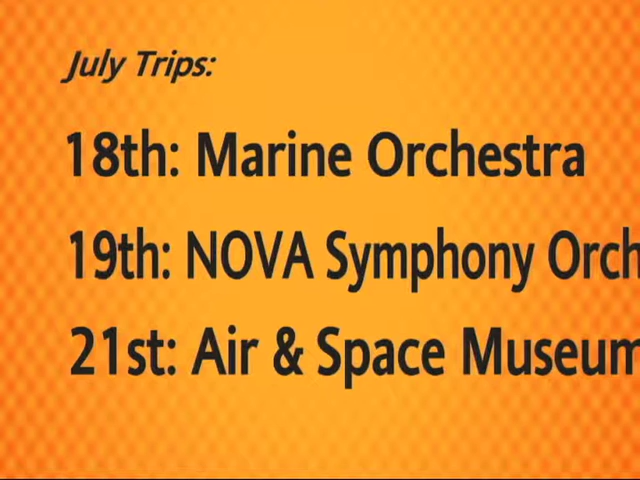 July Trips:
18th: Marine Orchestra
19th: NOVA Symphony Orch
21st: Air & Space Museum